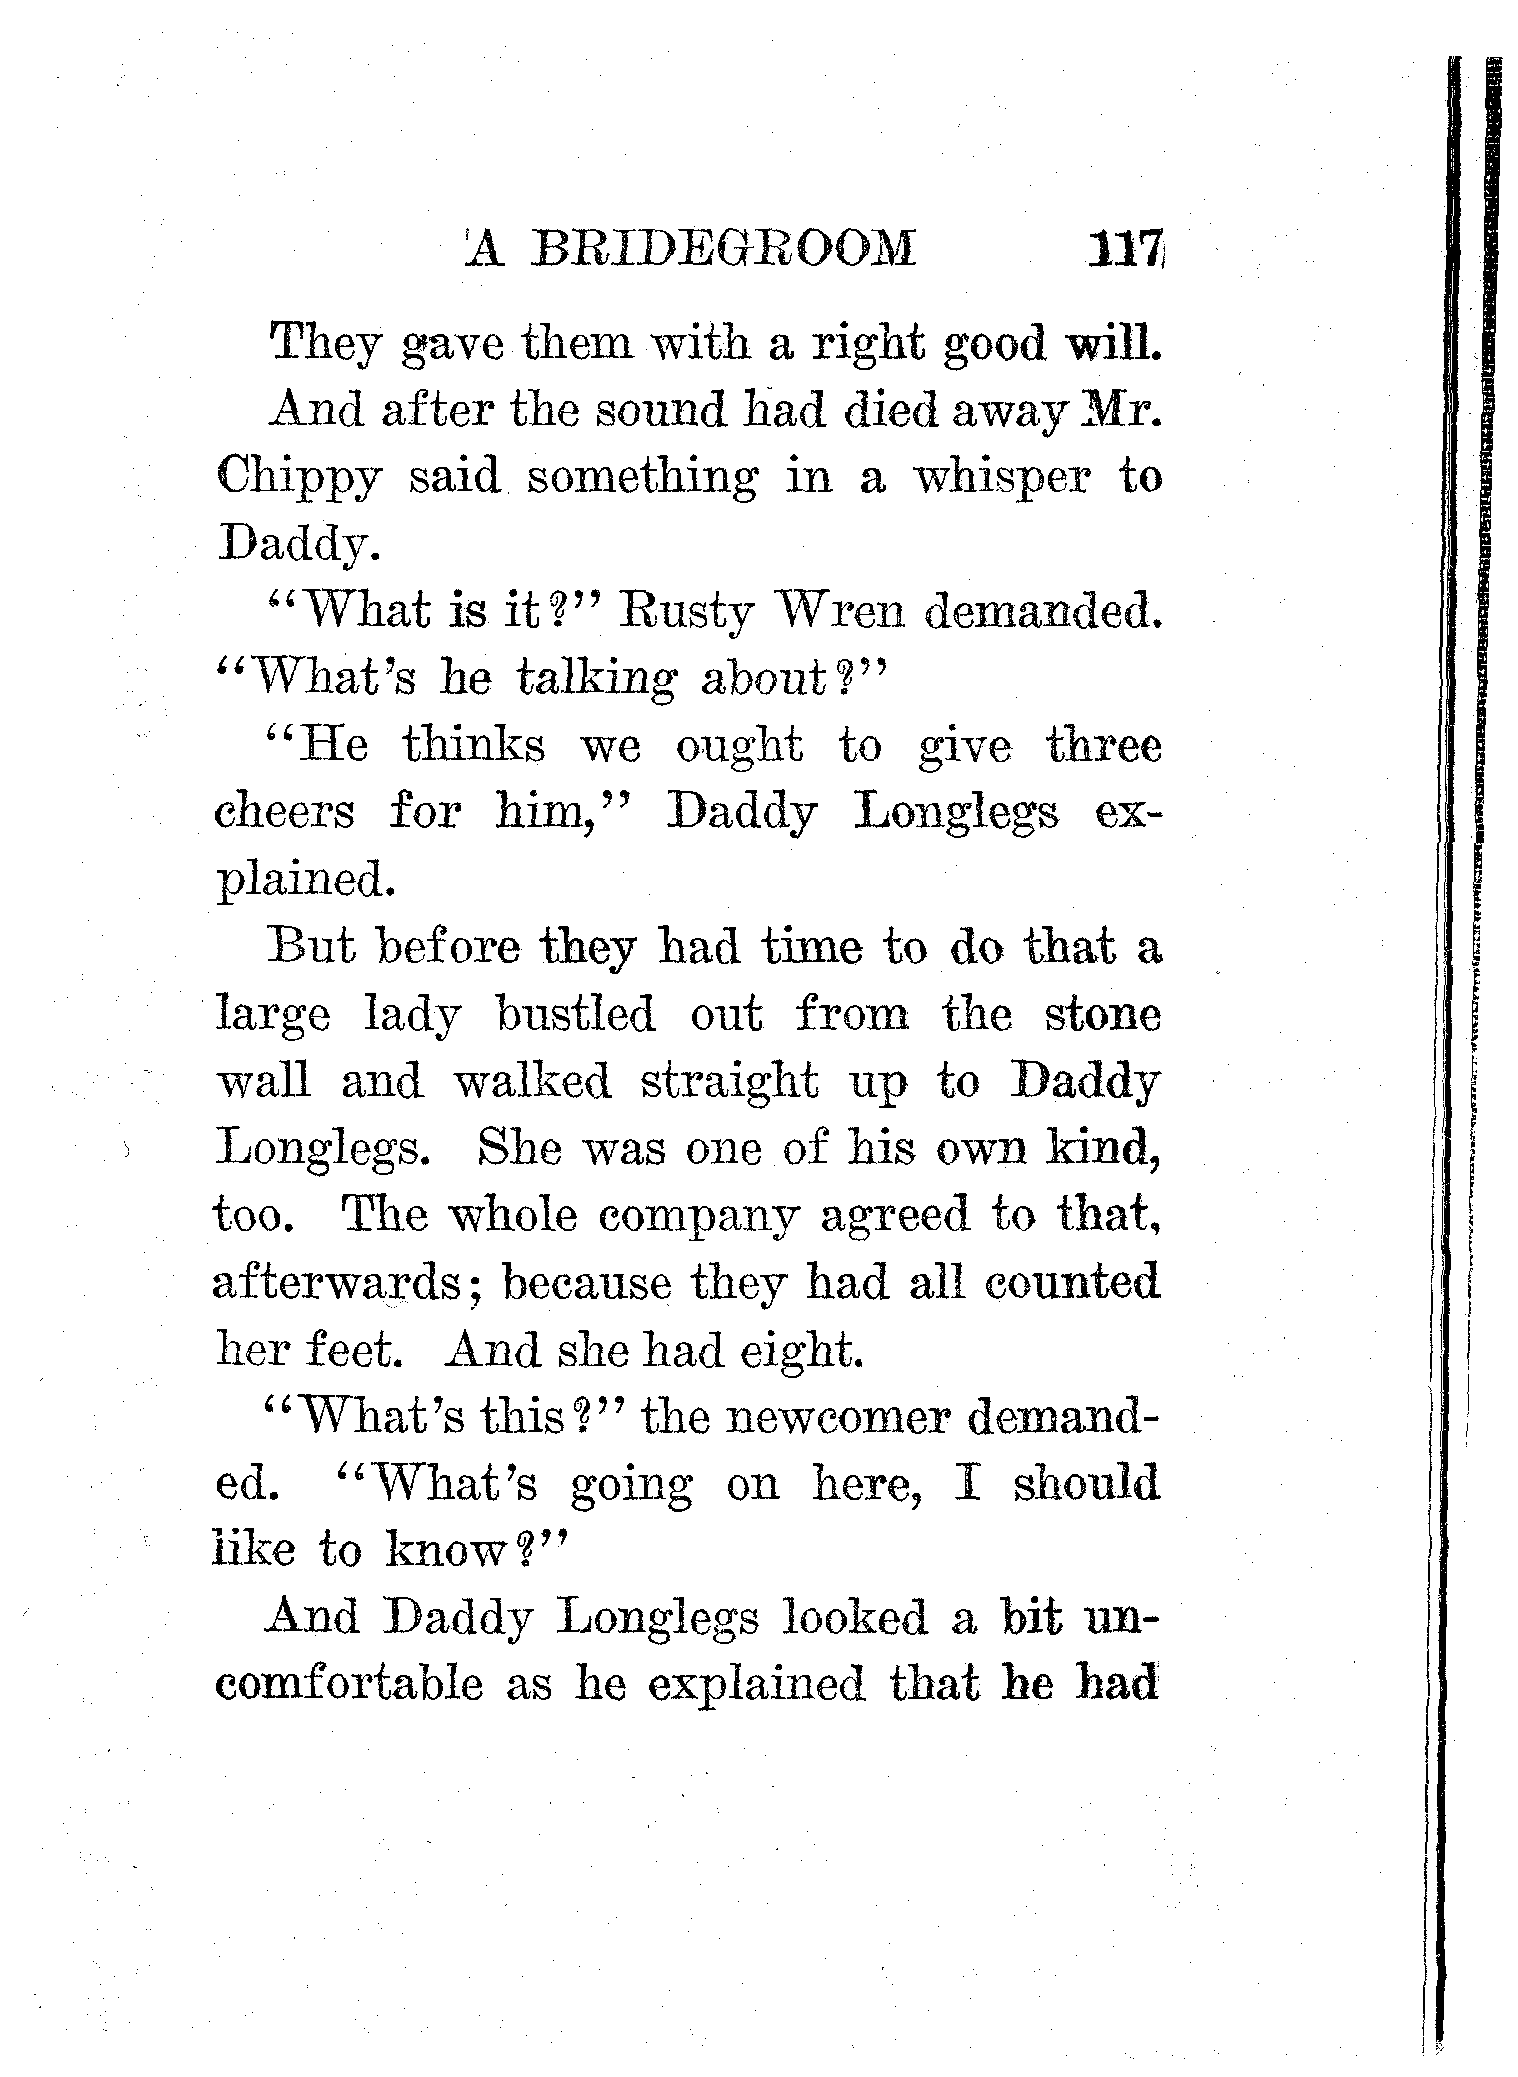 A BRIDEGROOM 117
They gave them with a right good will.
And after the sound had died away Mr.
Chippy said something in a whisper to
Daddy.
“What is it?” Rusty Wren demanded.
“What's he talking about?”
“He thinks we ought to give three
cheers for him,” Daddy Longlegs ex-
plained.
But before they had time to do that a
large lady bustled out from the stone
wall and walked straight up to Daddy
Longlegs. She was one of his own kind,
too. The whole company agreed to that,
afterwards; because they had all counted
her feet. And she had eight.
“What's this?” the newcomer demand-
ed. “What's going on here, I should
like to know?”
And Daddy Longlegs looked a bit un-
comfortable as he explained that he had